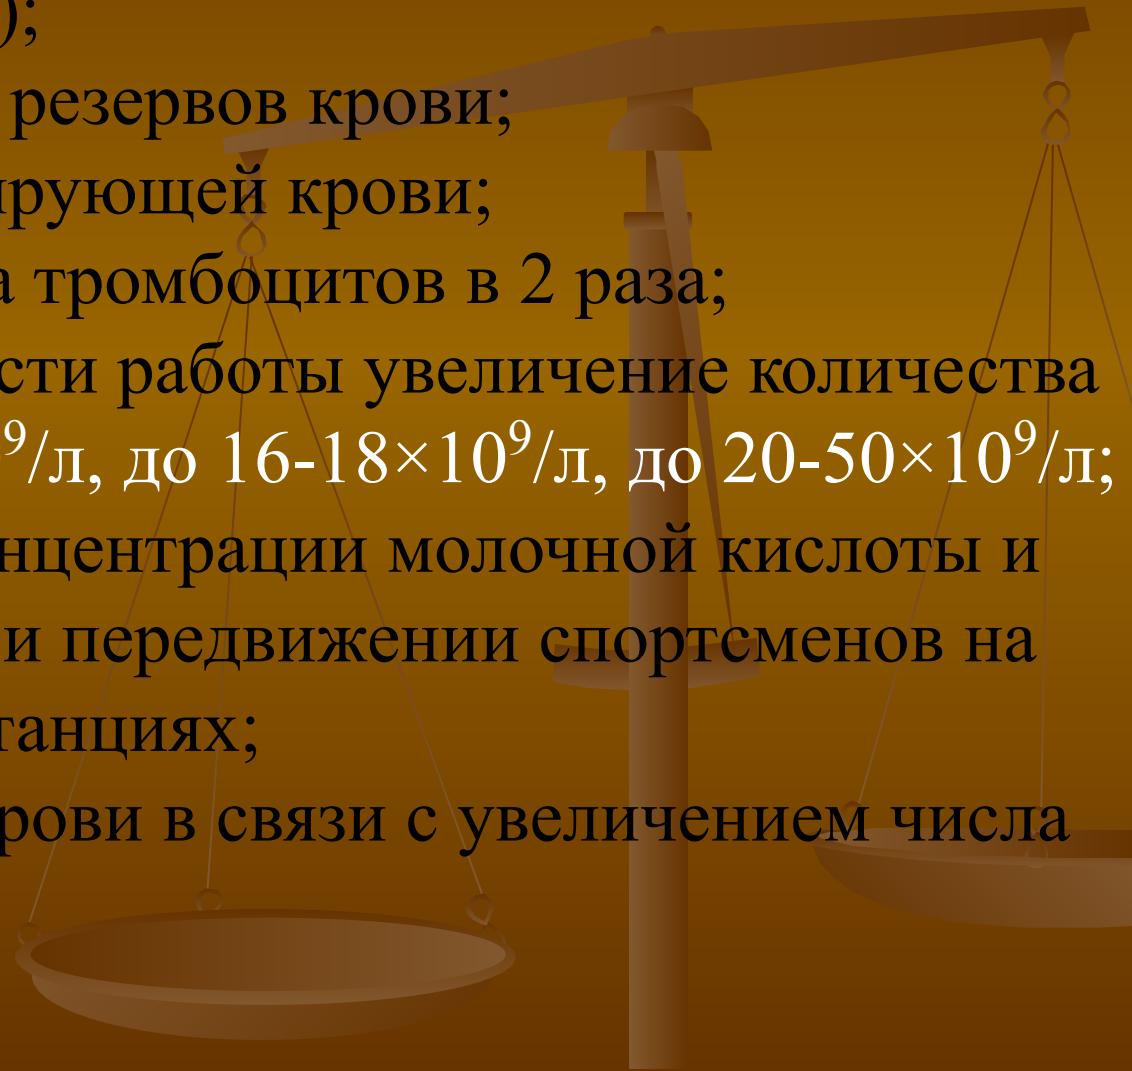 );
резервов крови;
ирующей крови;
а тромбоцитов в 2 раза;
сти работы увеличение количества
⁹/л, до 16-18×10⁹/л, до 20-50×10⁹/л;
нцентрации молочной кислоты и
и передвижении спортсменов на
танциях;
рови в связи с увеличением числа